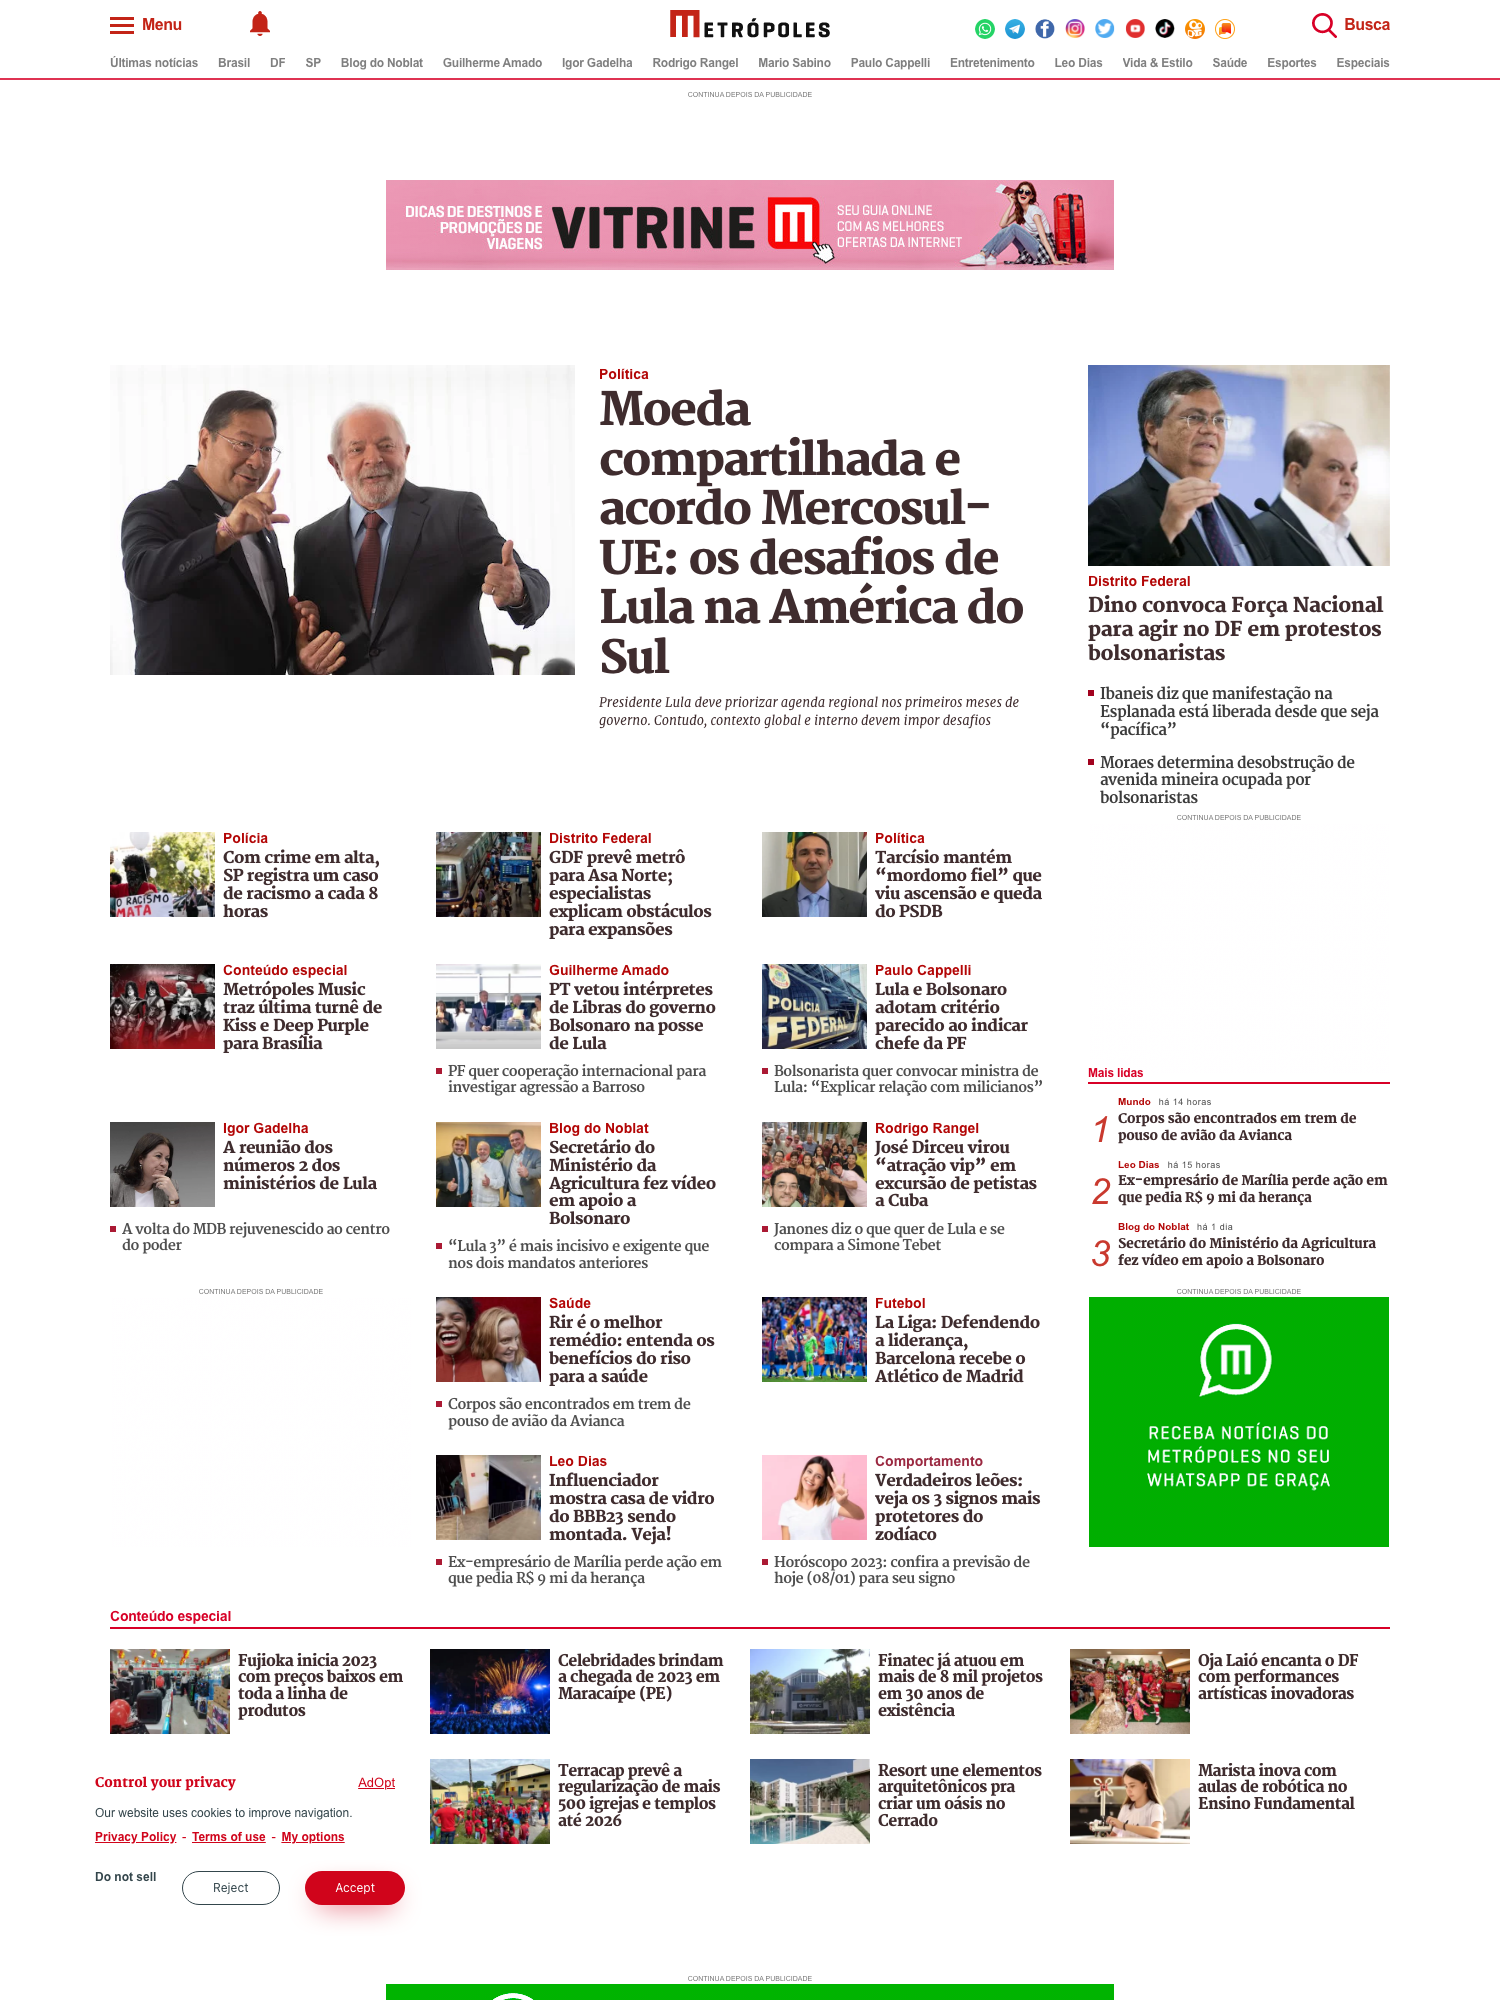 Menu
METRÓPOLES
Busca
Últimas notícias Brasil DF SP Blog do Noblat Guilherme Amado Igor Gadelha Rodrigo Rangel Mario Sabino Paulo Cappelli Entretenimento Leo Dias Vida & Estilo Saúde Esportes Especiais
CONTINUA DEPOIS DA PUBLICIDADE
DICAS DE DESTINOS E
PROMOÇÕES DE
VIAGENS
VITRINE M
SEU GUIA ONLINE
COM AS MELHORES
OFERTAS DA INTERNET
Política
Moeda
compartilhada e
acordo Mercosul-
UE: os desafios de
Lula na América do
Sul
Presidente Lula deve priorizar agenda regional nos primeiros meses de
governo. Contudo, contexto global e interno devem impor desafios
Distrito Federal
Dino convoca Força Nacional
para agir no DF em protestos
bolsonaristas
Ibaneis diz que manifestação na
Esplanada está liberada desde que seja
“pacífica”
Moraes determina desobstrução de
avenida mineira ocupada por
bolsonaristas
CONTINUA DEPOIS DA PUBLICIDADE
O RACISMO
MATA
Polícia
Com crime em alta,
SP registra um caso
de racismo a cada 8
horas
Distrito Federal
GDF prevê metrô
para Asa Norte;
especialistas
explicam obstáculos
para expansões
Política
Tarcísio mantém
“mordomo fiel” que
viu ascensão e queda
do PSDB
Conteúdo especial
Metrópoles Music
traz última turnê de
Kiss e Deep Purple
para Brasília
Guilherme Amado
PT vetou intérpretes
de Libras do governo
Bolsonaro na posse
de Lula
PF quer cooperação internacional para
investigar agressão a Barroso
POLICIA
FEDERAL
Paulo Cappelli
Lula e Bolsonaro
adotam critério
parecido ao indicar
chefe da PF
Bolsonarista quer convocar ministra de
Lula: “Explicar relação com milicianos”
Mais lidas
Mundo há 14 horas
1 Corpos são encontrados em trem de
pouso de avião da Avianca
Leo Dias há 15 horas
2 Ex-empresário de Marília perde ação em
que pedia R$ 9 mi da herança
Blog do Noblat há 1 dia
3 Secretário do Ministério da Agricultura
fez vídeo em apoio a Bolsonaro
Igor Gadelha
A reunião dos
números 2 dos
ministérios de Lula
A volta do MDB rejuvenescido ao centro
do poder
Blog do Noblat
Secretário do
Ministério da
Agricultura fez vídeo
em apoio a
Bolsonaro
“Lula 3” é mais incisivo e exigente que
nos dois mandatos anteriores
Rodrigo Rangel
José Dirceu virou
“atração vip” em
excursão de petistas
a Cuba
Janones diz o que quer de Lula e se
compara a Simone Tebet
CONTINUA DEPOIS DA PUBLICIDADE
CONTINUA DEPOIS DA PUBLICIDADE
Saúde
Rir é o melhor
remédio: entenda os
benefícios do riso
para a saúde
Corpos são encontrados em trem de
pouso de avião da Avianca
Futebol
La Liga: Defendendo
a liderança,
Barcelona recebe o
Atlético de Madrid
M
RECEBA NOTÍCIAS DO
METRÓPOLES NO SEU
WHATSAPP DE GRAÇA
Leo Dias
Influenciador
mostra casa de vidro
do BBB23 sendo
montada. Veja!
Ex-empresário de Marília perde ação em
que pedia R$ 9 mi da herança
Comportamento
Verdadeiros leões:
veja os 3 signos mais
protetores do
zodíaco
Horóscopo 2023: confira a previsão de
hoje (08/01) para seu signo
Conteúdo especial
Fujioka inicia 2023
com preços baixos em
toda a linha de
produtos
Celebridades brindam
a chegada de 2023 em
Maracaípe (PE)
Finatec já atuou em
mais de 8 mil projetos
em 30 anos de
existência
Oja Laió encanta o DF
com performances
artísticas inovadoras
Control your privacy
AdOpt
Our website uses cookies to improve navigation.
Privacy Policy - Terms of use - My options
Do not sell
Reject
Accept
Terracap prevê a
regularização de mais
500 igrejas e templos
até 2026
Resort une elementos
arquitetônicos pra
criar um oásis no
Cerrado
Marista inova com
aulas de robótica no
Ensino Fundamental
CONTINUA DEPOIS DA PUBLICIDADE